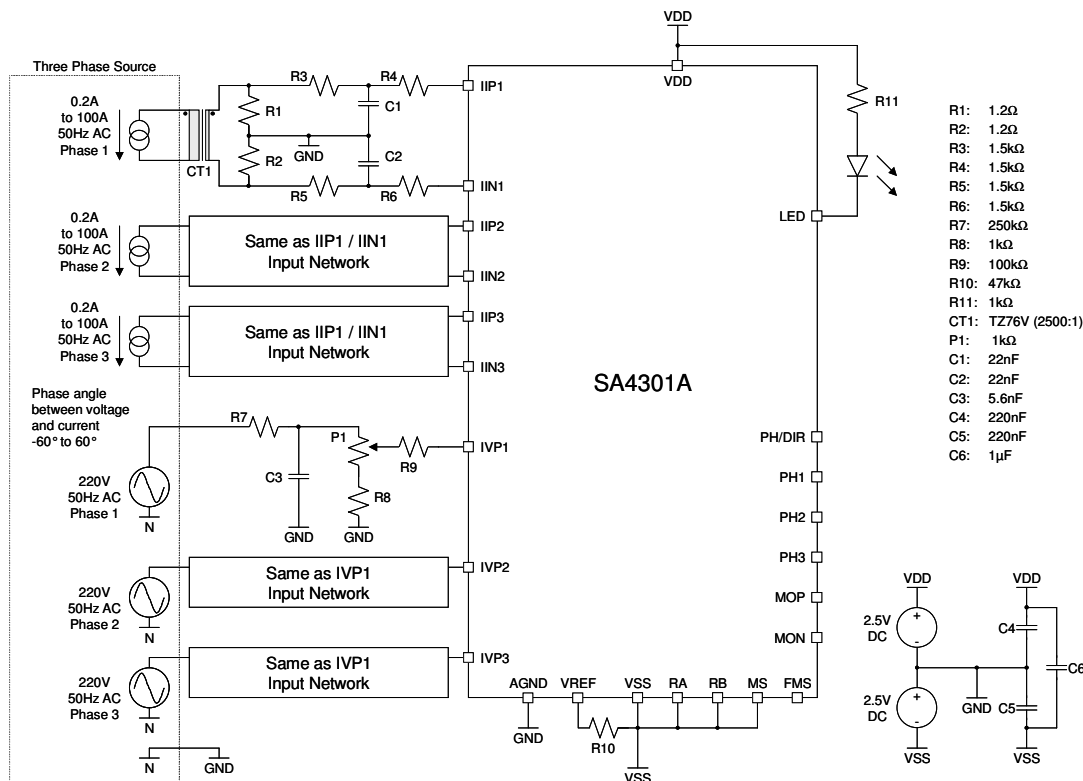 VDD
Three Phase Source
0.2A
to 100A
50Hz AC
Phase 1
CT1
R1
R2
R3
R4
C1
GND
C2
R5
R6
IIP1
IIN1
VDD
R11
LED
0.2A
to 100A
50Hz AC
Phase 2
Same as IIP1 / IIN1
Input Network
IIP2
IIN2
0.2A
to 100A
50Hz AC
Phase 3
Same as IIP1 / IIN1
Input Network
IIP3
IIN3
SA4301A
Phase angle
between voltage
and current
-60° to 60°
220V
50Hz AC
Phase 1
N
R7
C3
GND
P1
R8
GND
R9
IVP1
220V
50Hz AC
Phase 2
N
Same as IVP1
Input Network
IVP2
220V
50Hz AC
Phase 3
N
Same as IVP1
Input Network
IVP3
N
GND
PH/DIR
PH1
PH2
PH3
MOP
MON
AGND
VREF
VSS
RA
RB
MS
FMS
GND
R10
VSS
R1: 1.2Ω
R2: 1.2Ω
R3: 1.5kΩ
R4: 1.5kΩ
R5: 1.5kΩ
R6: 1.5kΩ
R7: 250kΩ
R8: 1kΩ
R9: 100kΩ
R10: 47kΩ
R11: 1kΩ
CT1: TZ76V (2500:1)
P1: 1kΩ
C1: 22nF
C2: 22nF
C3: 5.6nF
C4: 220nF
C5: 220nF
C6: 1µF
VDD
VDD
2.5V
DC
+
-
C4
C6
GND
2.5V
DC
+
-
C5
VSS
VSS